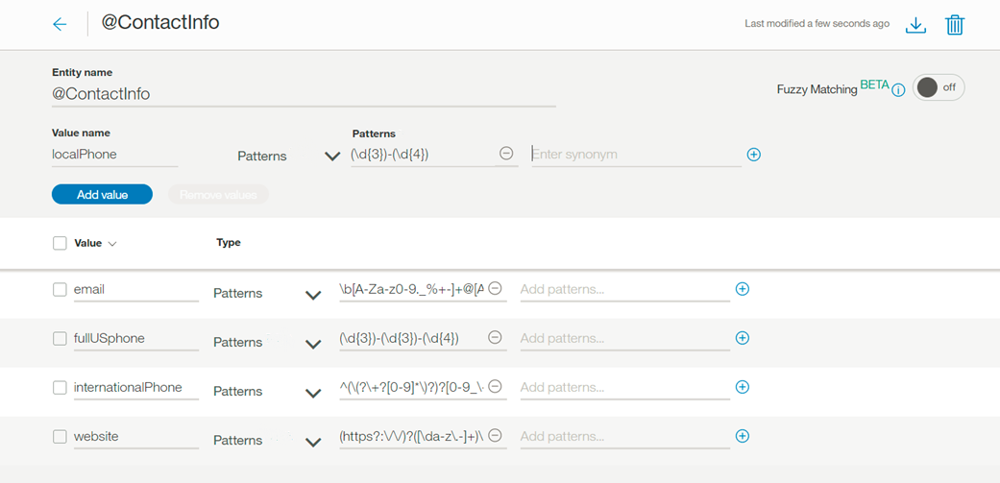 @ContactInfo
Last modified a few seconds ago
Entity name
@ContactInfo
Fuzzy Matching BETA i off
Value name Patterns
localPhone Patterns (\d{3})-(\d{4}) Enter synonym
Add value Remove values
Value Type
email Patterns \b[A-Za-z0-9._%+-]+@[A Add patterns...
fullUSphone Patterns (\d{3})-(\d{3})-(\d{4}) Add patterns...
internationalPhone Patterns ^(\(?\+?[0-9]*\)?)?[0-9_\- Add patterns...
website Patterns (https?:\/\/)?([\da-z\.-]+)\ Add patterns...